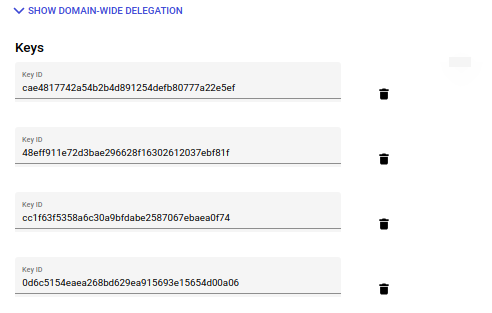 SHOW DOMAIN-WIDE DELEGATION
Keys
Key ID
cae4817742a54b2b4d891254defb80777a22e5ef
Key ID
48eff911e72d3bae296628f16302612037ebf81f
Key ID
cc1f63f5358a6c30a9bfdabe2587067ebaea0f74
Key ID
0d6c5154eaea268bd629ea915693e15654d00a06